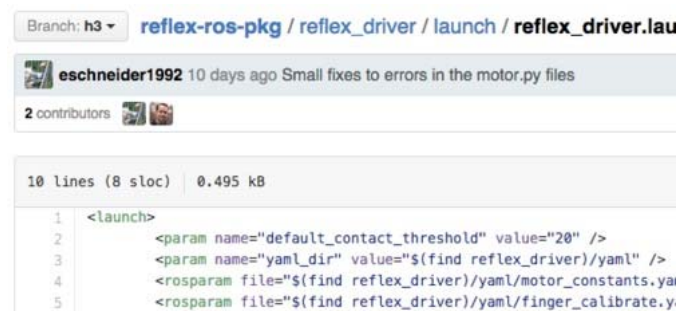 Branch: h3 reflex-ros-pkg / reflex_driver / launch / reflex_driver.lau
eschneider1992 10 days ago Small fixes to errors in the motor.py files
2 contributors
10 lines (8 sloc) 0.495 kB
1 <launch>
2 <param name="default_contact_threshold" value="20" />
3 <param name="yaml_dir" value="$(find reflex_driver)/yaml" />
4 <rosparam file="$(find reflex_driver)/yaml/motor_constants.yam
5 <rosparam file="$(find reflex_driver)/yaml/finger_calibrate.ya